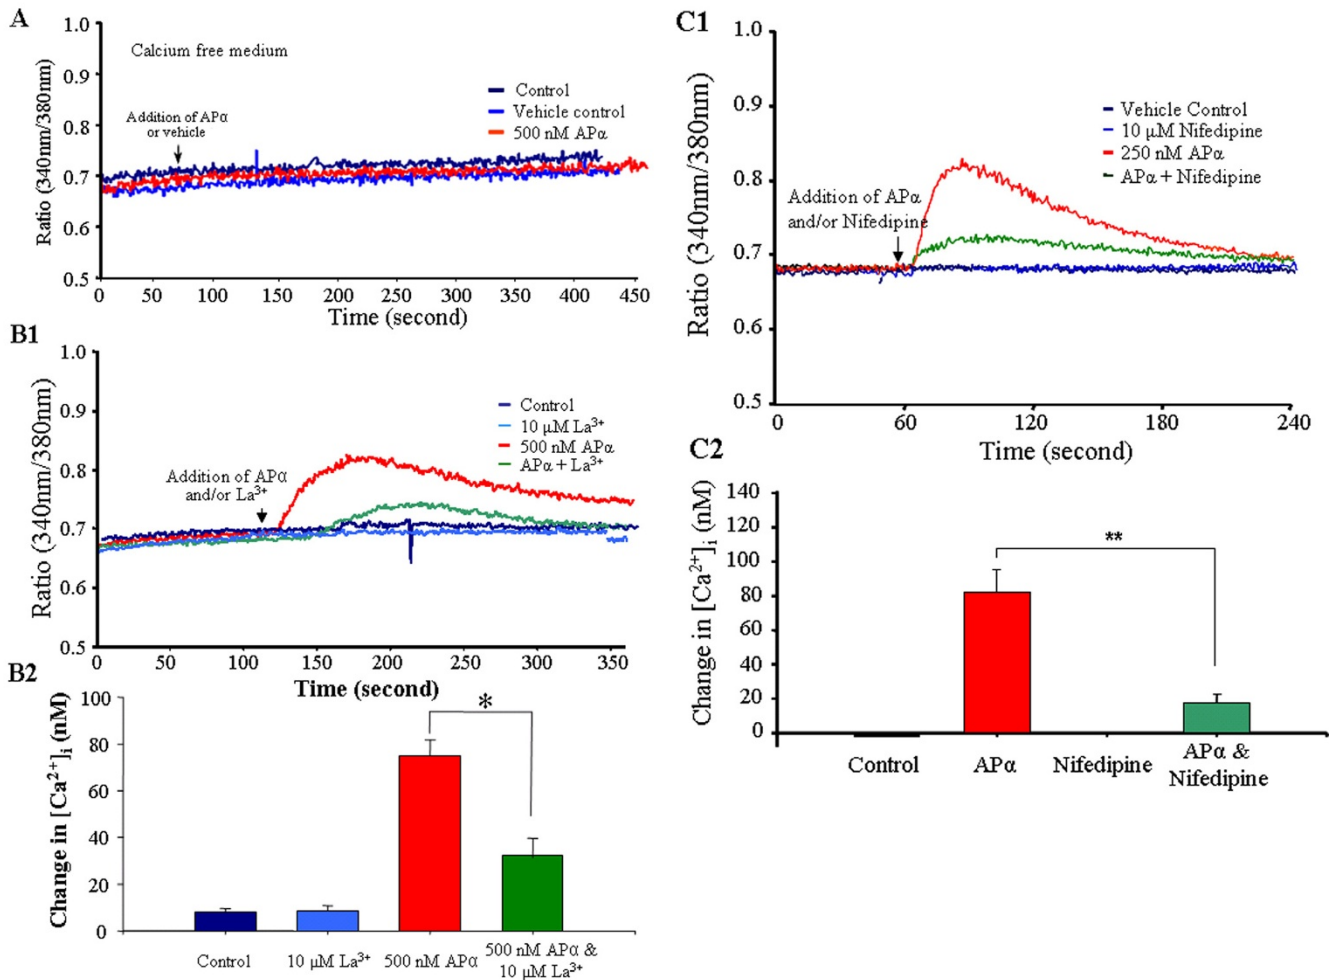 A
1.0
0.9
0.8
0.7
0.6
0.5
Ratio (340nm/380nm)
Calcium free medium
Addition of APα
or vehicle
Control
Vehicle control
500 nM APα
0 50 100 150 200 250 300 350 400 450
Time (second)
B1
1.0
0.9
0.8
0.7
0.6
0.5
Ratio (340nm/380nm)
Control
10 µM La³⁺
500 nM APα
APα + La³⁺
Addition of APα
and/or La³⁺
0 50 100 150 200 250 300 350
Time (second)
B2
100
80
60
40
20
0
Change in [Ca²⁺]ᵢ (nM)
*
Control
10 µM La³⁺
500 nM APα
500 nM APα &
10 µM La³⁺
C1
1.0
0.9
0.8
0.7
0.6
0.5
Ratio (340nm/380nm)
Vehicle Control
10 µM Nifedipine
250 nM APα
APα + Nifedipine
Addition of APα
and/or Nifedipine
0 60 120 180 240
Time (second)
C2
140
120
100
80
60
40
20
0
Change in [Ca²⁺]ᵢ (nM)
**
Control
APα
Nifedipine
APα &
Nifedipine